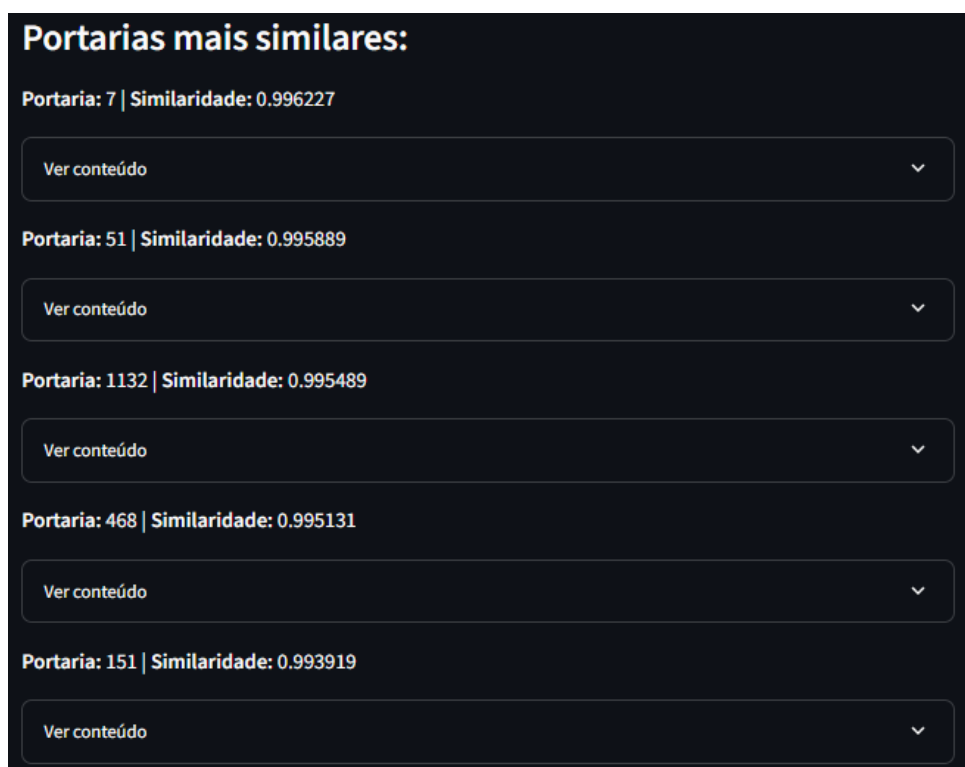 Portarias mais similares:
Portaria: 7 | Similaridade: 0.996227
Ver conteúdo
Portaria: 51 | Similaridade: 0.995889
Ver conteúdo
Portaria: 1132 | Similaridade: 0.995489
Ver conteúdo
Portaria: 468 | Similaridade: 0.995131
Ver conteúdo
Portaria: 151 | Similaridade: 0.993919
Ver conteúdo